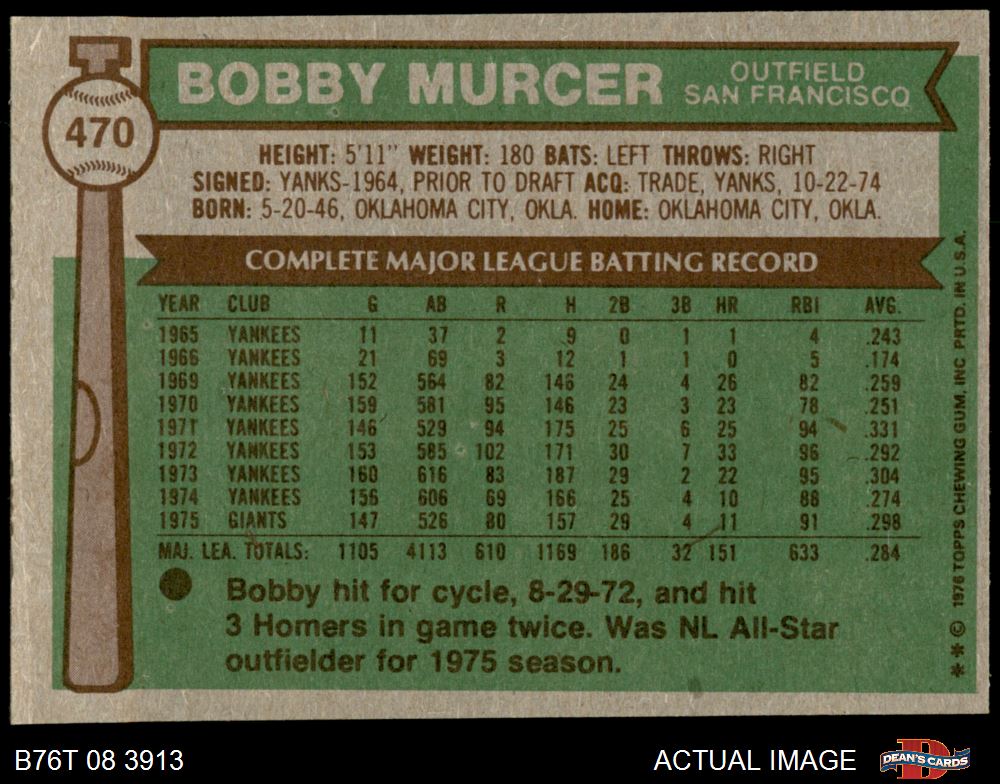 470
BOBBY MURCER
OUTFIELD
SAN FRANCISCO
HEIGHT: 5'11" WEIGHT: 180 BATS: LEFT THROWS: RIGHT
SIGNED: YANKS-1964, PRIOR TO DRAFT ACQ: TRADE, YANKS, 10-22-74
BORN: 5-20-46, OKLAHOMA CITY, OKLA. HOME: OKLAHOMA CITY, OKLA.
COMPLETE MAJOR LEAGUE BATTING RECORD
YEAR CLUB G AB R H 2B 3B HR RBI AVG.
1965 YANKEES 11 37 2 9 0 1 1 4 .243
1966 YANKEES 21 69 3 12 1 1 0 5 .174
1969 YANKEES 152 564 82 146 24 4 26 82 .259
1970 YANKEES 159 581 95 146 23 3 23 78 .251
1971 YANKEES 146 529 94 175 25 6 25 94 .331
1972 YANKEES 153 585 102 171 30 7 33 96 .292
1973 YANKEES 160 616 83 187 29 2 22 95 .304
1974 YANKEES 156 606 69 166 25 4 10 88 .274
1975 GIANTS 147 526 80 157 29 4 11 91 .298
MAJ. LEA. TOTALS: 1105 4113 610 1169 186 32 151 633 .284
Bobby hit for cycle, 8-29-72, and hit
3 Homers in game twice. Was NL All-Star
outfielder for 1975 season.
* * © 1976 TOPPS CHEWING GUM, INC PRTD. IN U.S.A.
B76T 08 3913
ACTUAL IMAGE
D
DEAN'S CARDS